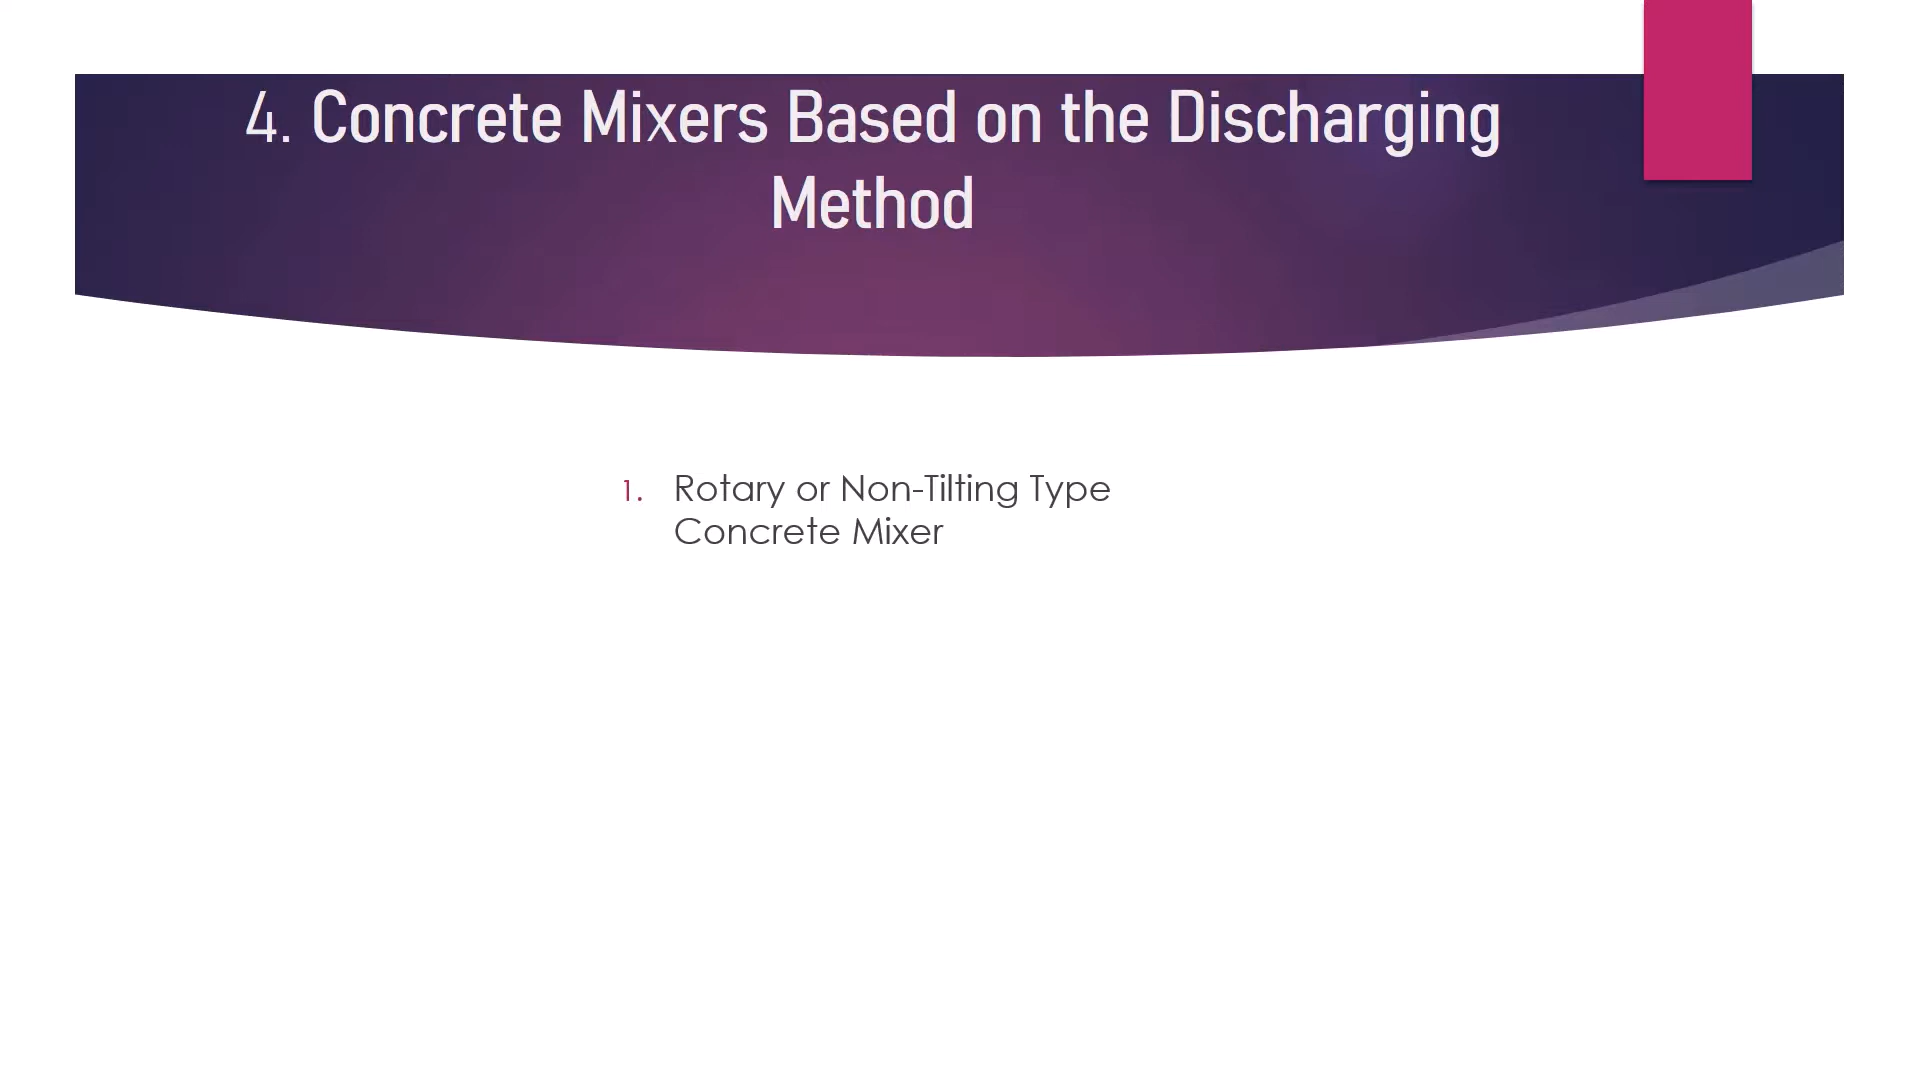 4. Concrete Mixers Based on the Discharging
Method
1. Rotary or Non-Tilting Type
Concrete Mixer